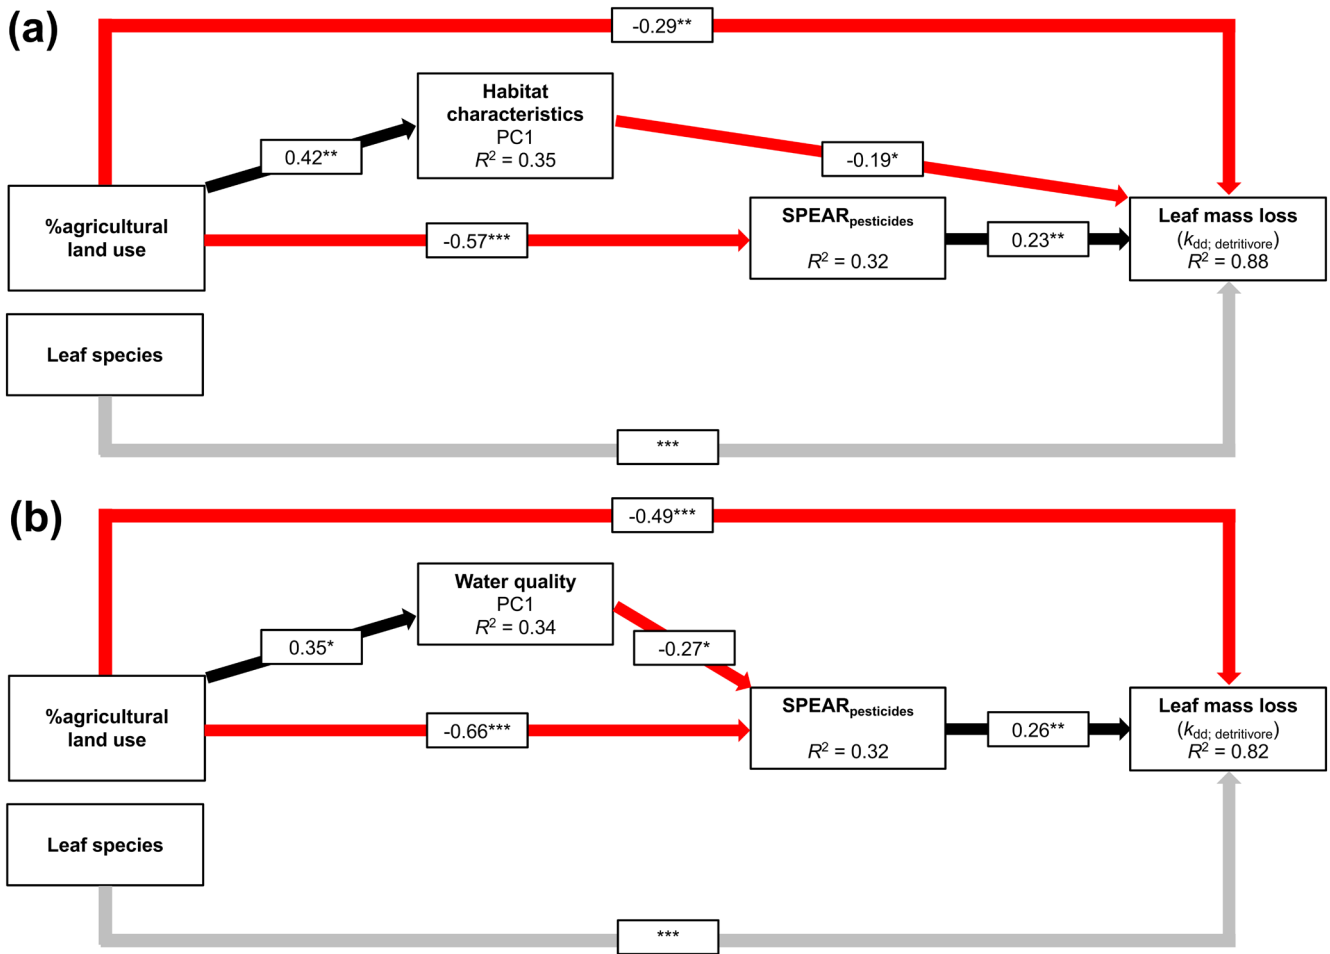 (a)
-0.29**
Habitat
characteristics
PC1
R² = 0.35
0.42**
-0.19*
%agricultural
land use
-0.57***
SPEARpesticides
R² = 0.32
0.23**
Leaf mass loss
(kdd; detritivore)
R² = 0.88
Leaf species
***
(b)
-0.49***
Water quality
PC1
R² = 0.34
0.35*
-0.27*
%agricultural
land use
-0.66***
SPEARpesticides
R² = 0.32
0.26**
Leaf mass loss
(kdd; detritivore)
R² = 0.82
Leaf species
***